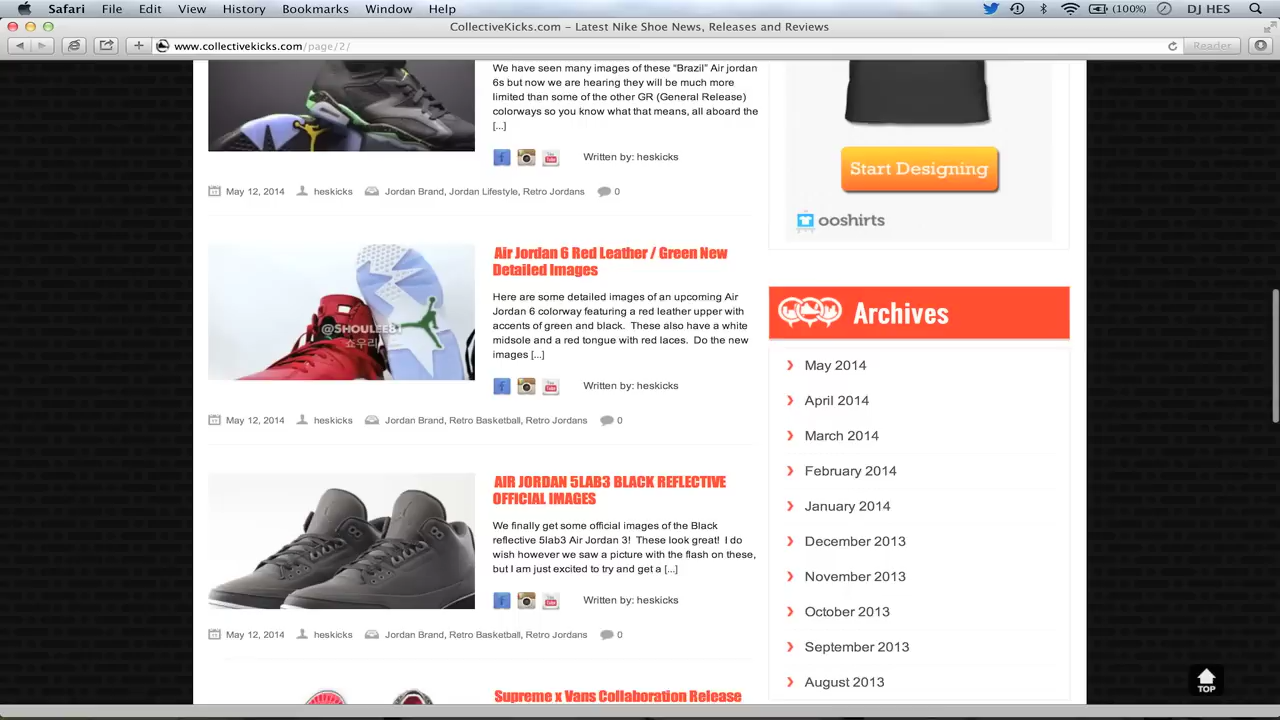 Safari File Edit View History Bookmarks Window Help (100%) DJ HES
CollectiveKicks.com – Latest Nike Shoe News, Releases and Reviews
www.collectivekicks.com/page/2/ Reader
We have seen many images of these "Brazil" Air jordan
6s but now we are hearing they will be much more
limited than some of the other GR (General Release)
colorways so you know what that means, all aboard the
[...]
Written by: heskicks
May 12, 2014 heskicks Jordan Brand, Jordan Lifestyle, Retro Jordans 0
Air Jordan 6 Red Leather / Green New
Detailed Images
Here are some detailed images of an upcoming Air
Jordan 6 colorway featuring a red leather upper with
accents of green and black. These also have a white
midsole and a red tongue with red laces. Do the new
images [...]
@SHOULEE81
쇼우리
Written by: heskicks
May 12, 2014 heskicks Jordan Brand, Retro Basketball, Retro Jordans 0
AIR JORDAN 5LAB3 BLACK REFLECTIVE
OFFICIAL IMAGES
We finally get some official images of the Black
reflective 5lab3 Air Jordan 3! These look great! I do
wish however we saw a picture with the flash on these,
but I am just excited to try and get a [...]
Written by: heskicks
May 12, 2014 heskicks Jordan Brand, Retro Basketball, Retro Jordans 0
Supreme x Vans Collaboration Release
Start Designing
ooshirts
Archives
May 2014
April 2014
March 2014
February 2014
January 2014
December 2013
November 2013
October 2013
September 2013
August 2013
TOP